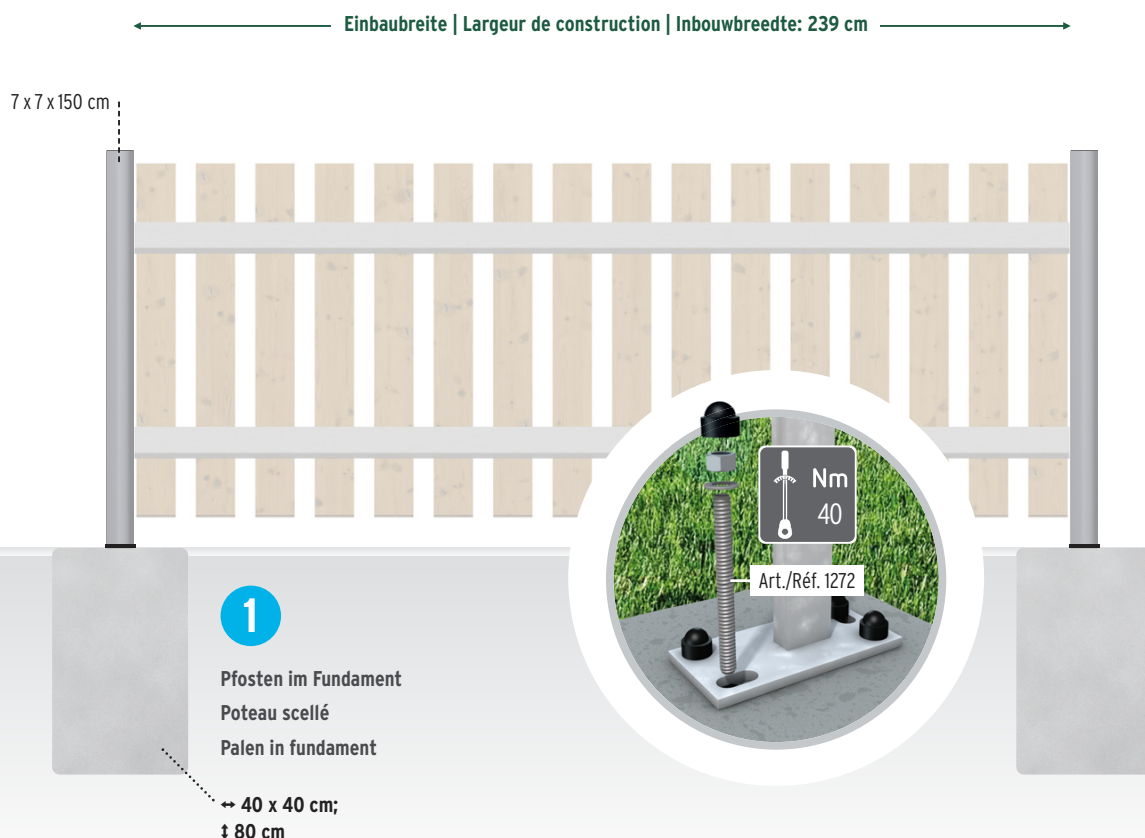 Einbaubreite | Largeur de construction | Inbouwbreedte: 239 cm
7 x 7 x 150 cm
Nm
40
Art./Réf. 1272
1
Pfosten im Fundament
Poteau scellé
Palen in fundament
↔ 40 x 40 cm;
↕ 80 cm